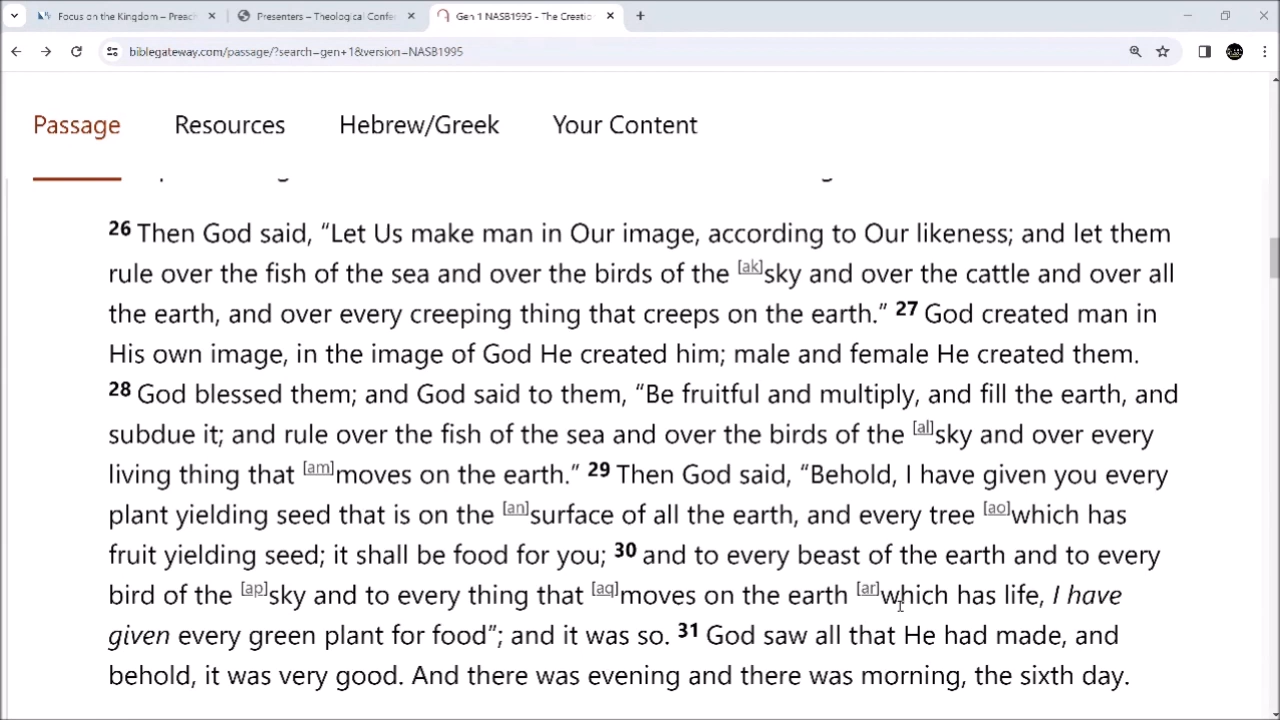 Focus on the Kingdom – Preach
Presenters – Theological Confe
Gen 1 NASB1995 - The Creatio
biblegateway.com/passage/?search=gen+1&version=NASB1995
Passage Resources Hebrew/Greek Your Content
26 Then God said, “Let Us make man in Our image, according to Our likeness; and let them
rule over the fish of the sea and over the birds of the [ak]sky and over the cattle and over all
the earth, and over every creeping thing that creeps on the earth.” 27 God created man in
His own image, in the image of God He created him; male and female He created them.
28 God blessed them; and God said to them, “Be fruitful and multiply, and fill the earth, and
subdue it; and rule over the fish of the sea and over the birds of the [al]sky and over every
living thing that [am]moves on the earth.” 29 Then God said, “Behold, I have given you every
plant yielding seed that is on the [an]surface of all the earth, and every tree [ao]which has
fruit yielding seed; it shall be food for you; 30 and to every beast of the earth and to every
bird of the [ap]sky and to every thing that [aq]moves on the earth [ar]which has life, I have
given every green plant for food”; and it was so. 31 God saw all that He had made, and
behold, it was very good. And there was evening and there was morning, the sixth day.